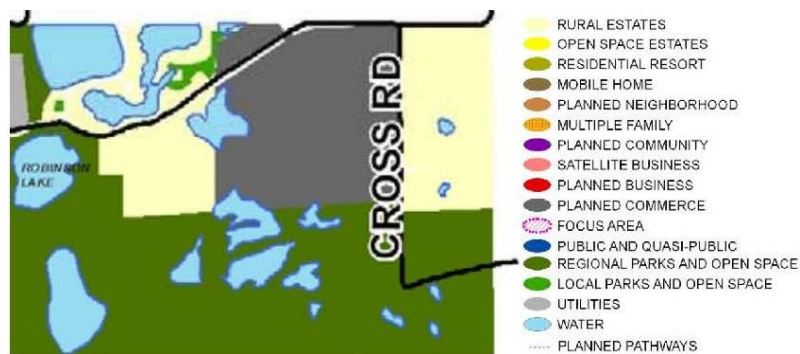 ROBINSON
LAKE
CROSS RD
RURAL ESTATES
OPEN SPACE ESTATES
RESIDENTIAL RESORT
MOBILE HOME
PLANNED NEIGHBORHOOD
MULTIPLE FAMILY
PLANNED COMMUNITY
SATELLITE BUSINESS
PLANNED BUSINESS
PLANNED COMMERCE
FOCUS AREA
PUBLIC AND QUASI-PUBLIC
REGIONAL PARKS AND OPEN SPACE
LOCAL PARKS AND OPEN SPACE
UTILITIES
WATER
PLANNED PATHWAYS